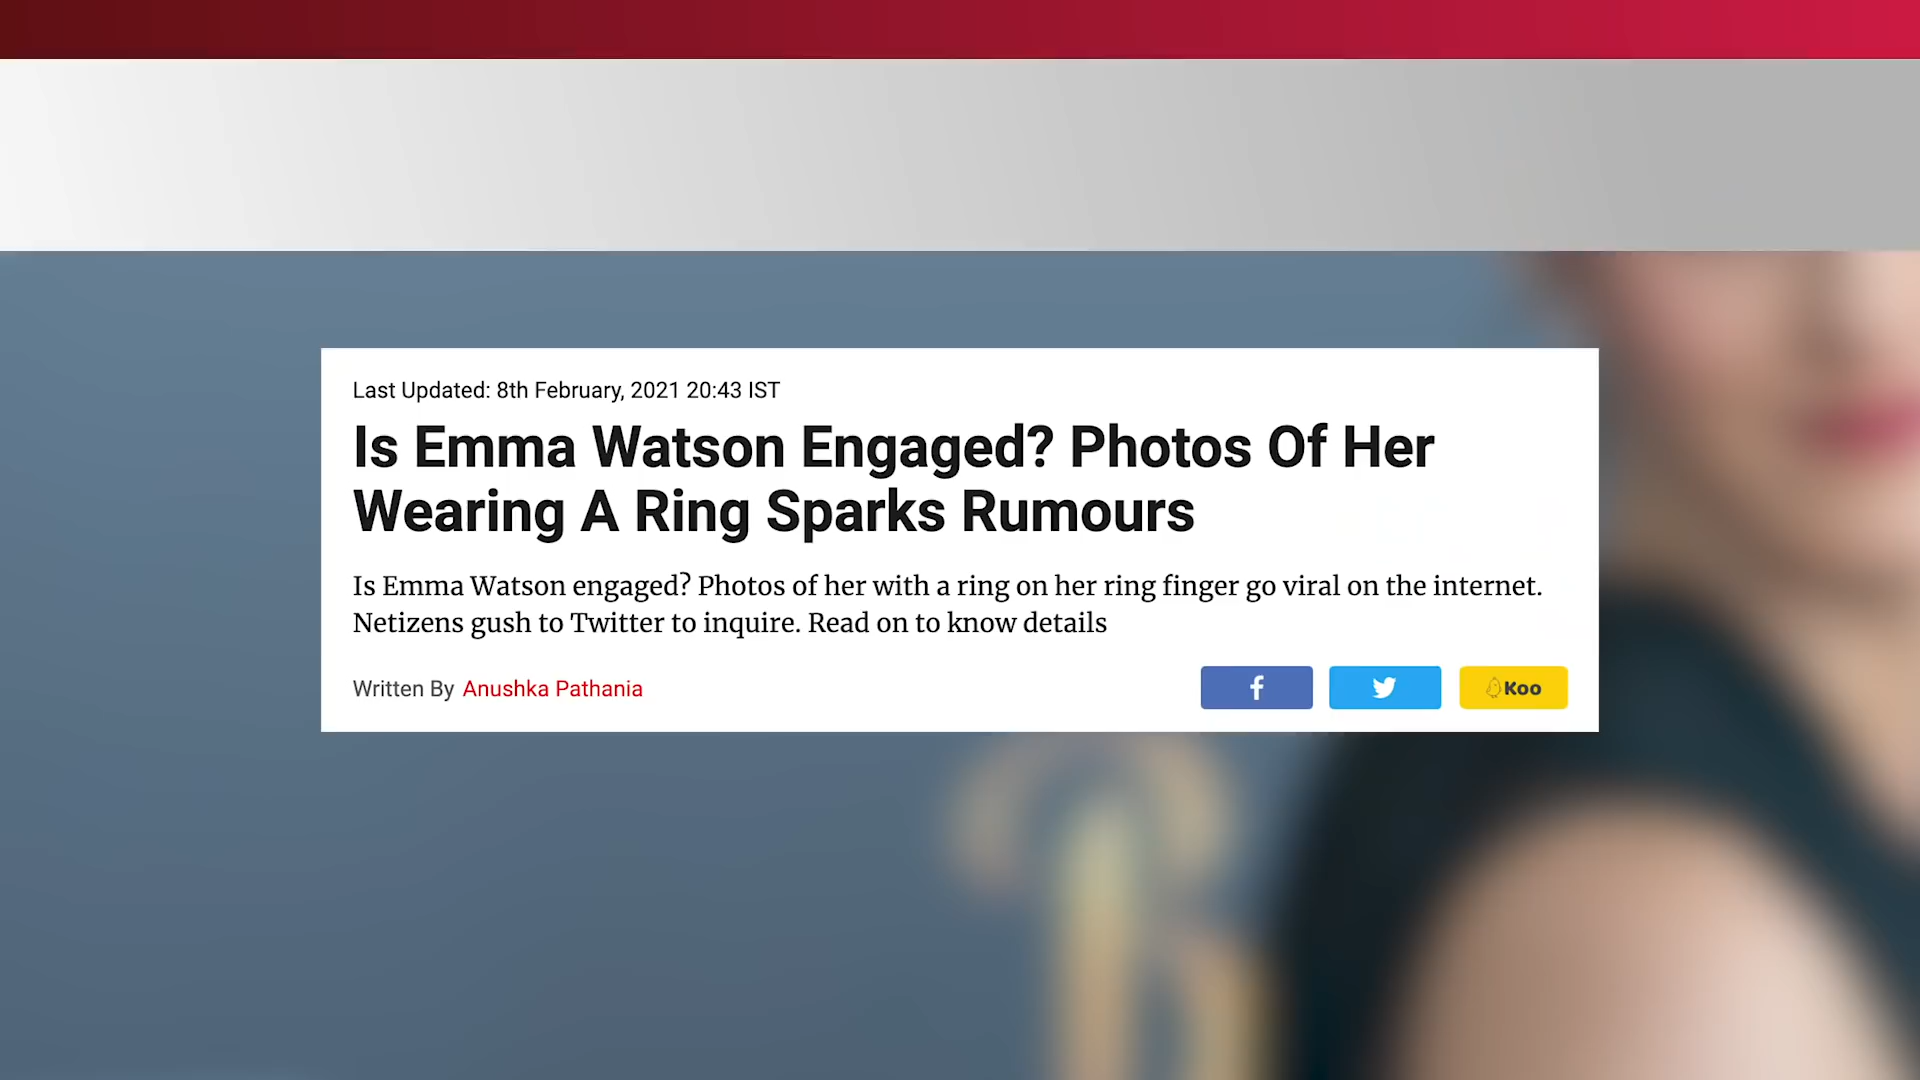 Last Updated: 8th February, 2021 20:43 IST
Is Emma Watson Engaged? Photos Of Her
Wearing A Ring Sparks Rumours
Is Emma Watson engaged? Photos of her with a ring on her ring finger go viral on the internet.
Netizens gush to Twitter to inquire. Read on to know details
Written By Anushka Pathania
Koo